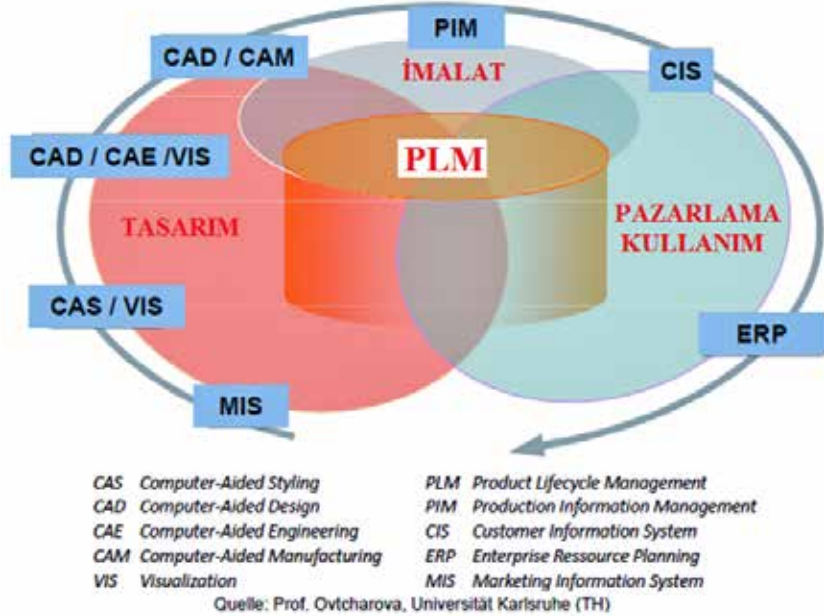 PIM
CAD / CAM
İMALAT
CIS
CAD / CAE /VIS
PLM
TASARIM
PAZARLAMA
KULLANIM
CAS / VIS
ERP
MIS
CAS Computer-Aided Styling
CAD Computer-Aided Design
CAE Computer-Aided Engineering
CAM Computer-Aided Manufacturing
VIS Visualization
PLM Product Lifecycle Management
PIM Production Information Management
CIS Customer Information System
ERP Enterprise Ressource Planning
MIS Marketing Information System
Quelle: Prof. Ovtcharova, Universität Karlsruhe (TH)